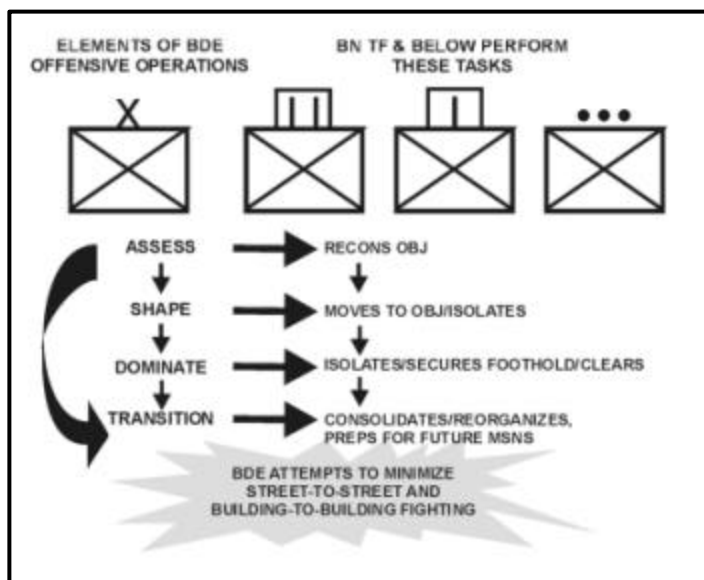 ELEMENTS OF BDE
OFFENSIVE OPERATIONS
BN TF & BELOW PERFORM
THESE TASKS
X
ASSESS
RECONS OBJ
SHAPE
MOVES TO OBJ/ISOLATES
DOMINATE
ISOLATES/SECURES FOOTHOLD/CLEARS
TRANSITION
CONSOLIDATES/REORGANIZES,
PREPS FOR FUTURE MSNS
BDE ATTEMPTS TO MINIMIZE
STREET-TO-STREET AND
BUILDING-TO-BUILDING FIGHTING